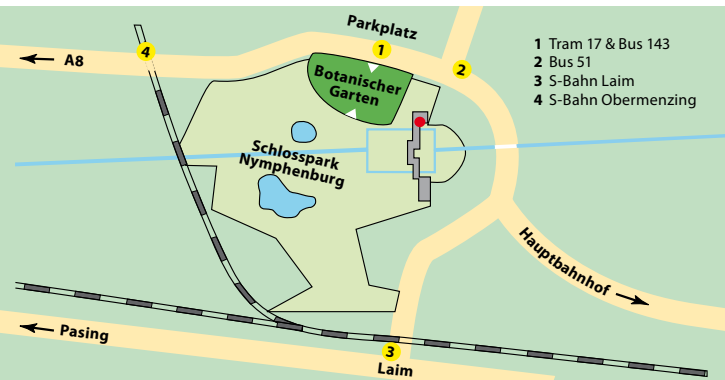 Parkplatz
1
4
A8
2
Botanischer
Garten
1 Tram 17 & Bus 143
2 Bus 51
3 S-Bahn Laim
4 S-Bahn Obermenzing
Schlosspark
Nymphenburg
Hauptbahnhof
Pasing
3
Laim